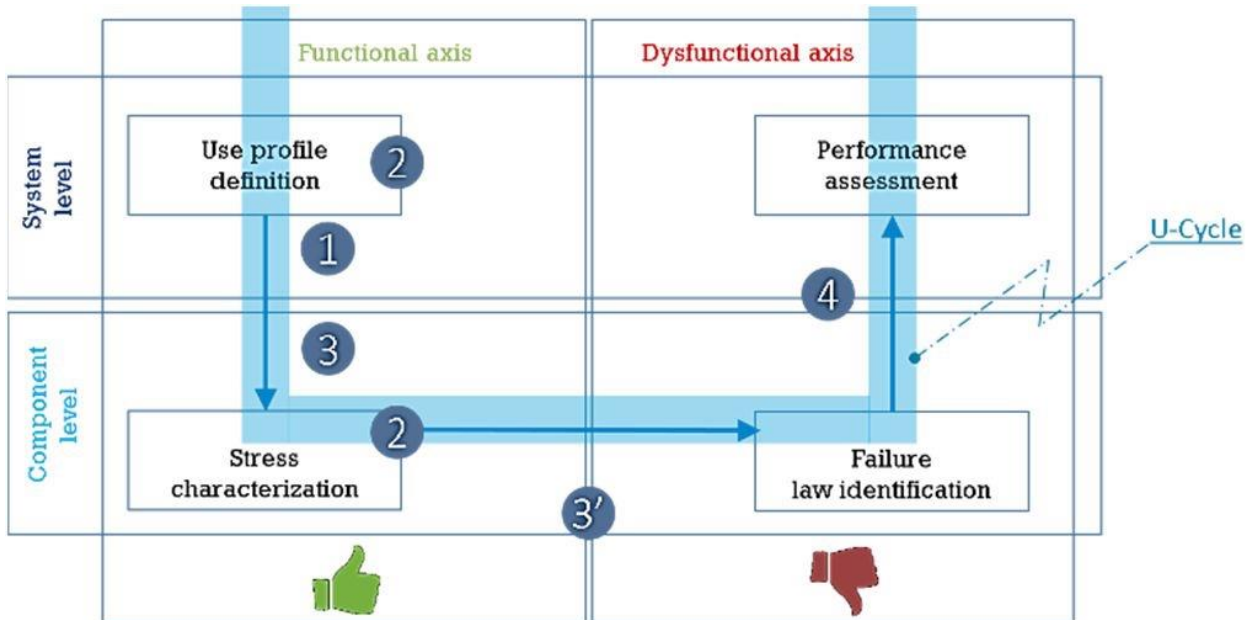 Functional axis
Dysfunctional axis
System
level
Use profile
definition
2
Performance
assessment
1
U-Cycle
4
3
Component
level
2
Stress
characterization
Failure
law identification
3'